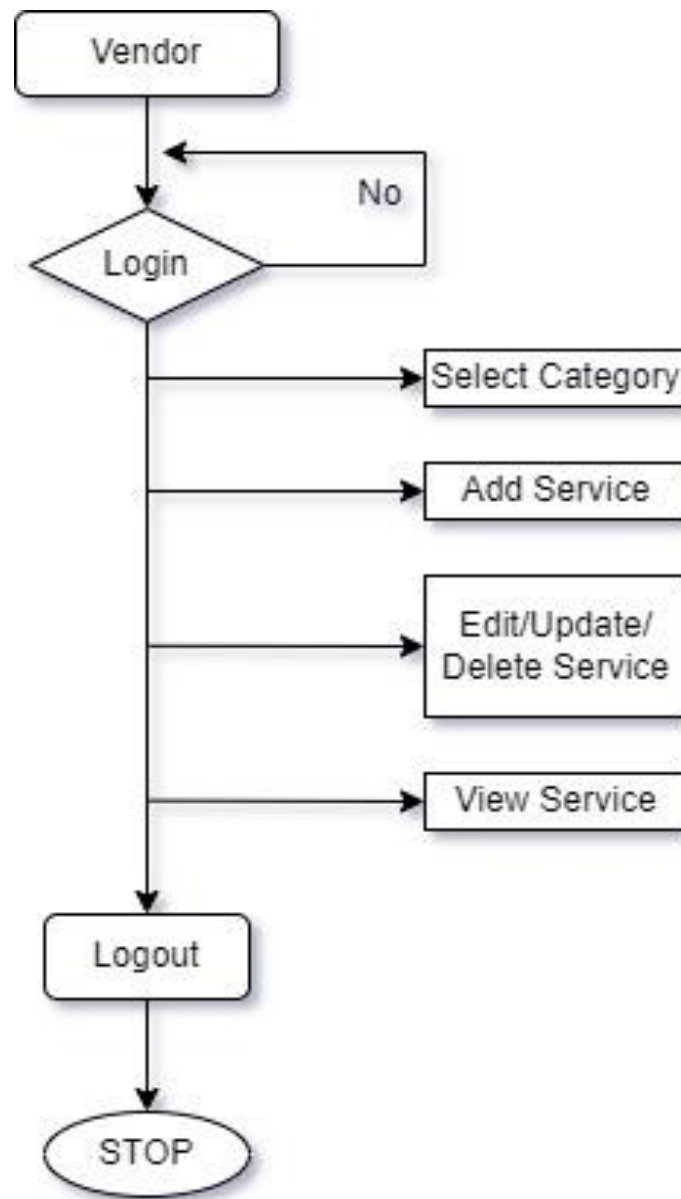 Vendor
No
Login
Select Category
Add Service
Edit/Update/
Delete Service
View Service
Logout
STOP